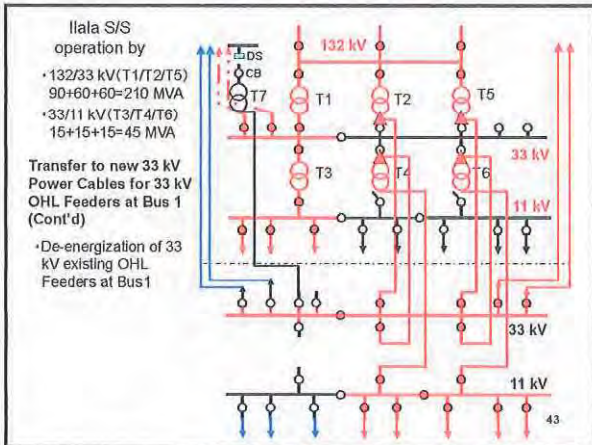 Ilala S/S
operation by
・132/33 kV(T1/T2/T5)
90+60+60=210 MVA
・33/11 kV(T3/T4/T6)
15+15+15=45 MVA
Transfer to new 33 kV
Power Cables for 33 kV
OHL Feeders at Bus 1
(Cont'd)
・De-energization of 33
kV existing OHL
Feeders at Bus1
DS
CB
T7
132 kV
T1
T2
T5
33 kV
T3
T4
T6
11 kV
33 kV
11 kV
43